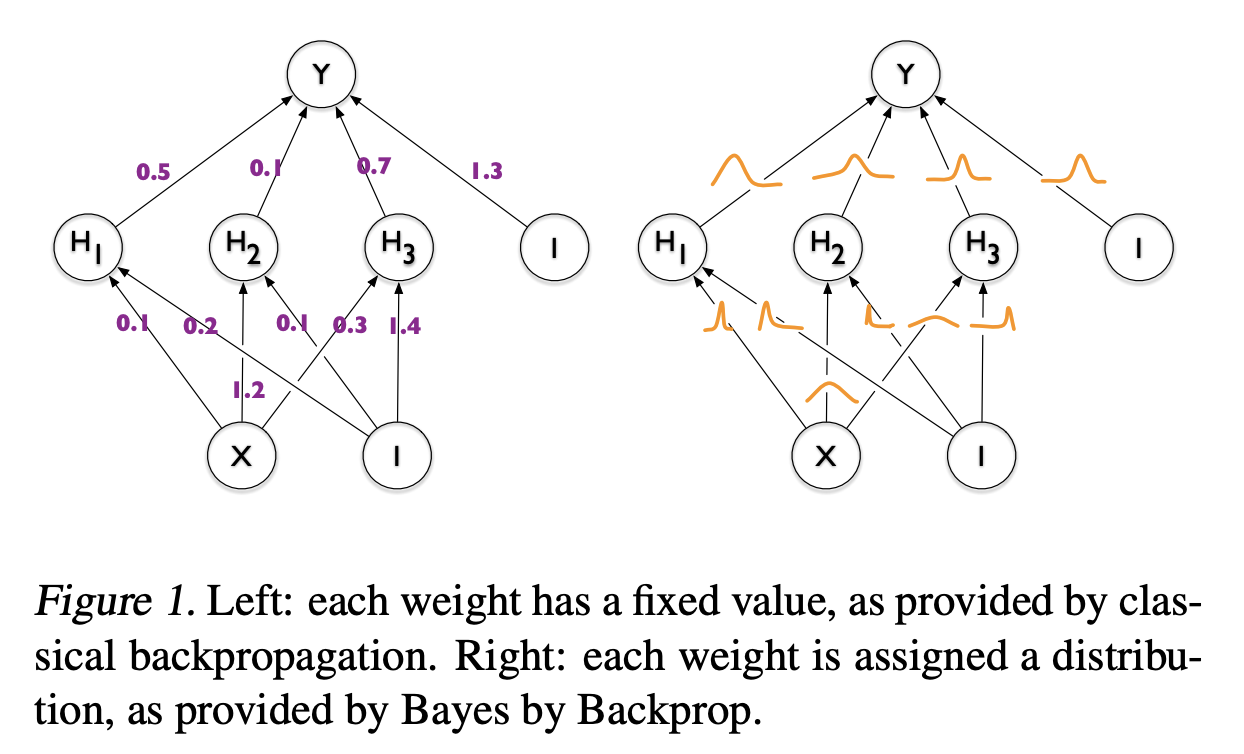 Y Y
0.5 0.1 0.7 1.3
H1 H2 H3 I H1 H2 H3 I
0.1 0.2 0.1 0.3 1.4
1.2
X I X I
Figure 1. Left: each weight has a fixed value, as provided by clas-
sical backpropagation. Right: each weight is assigned a distribu-
tion, as provided by Bayes by Backprop.